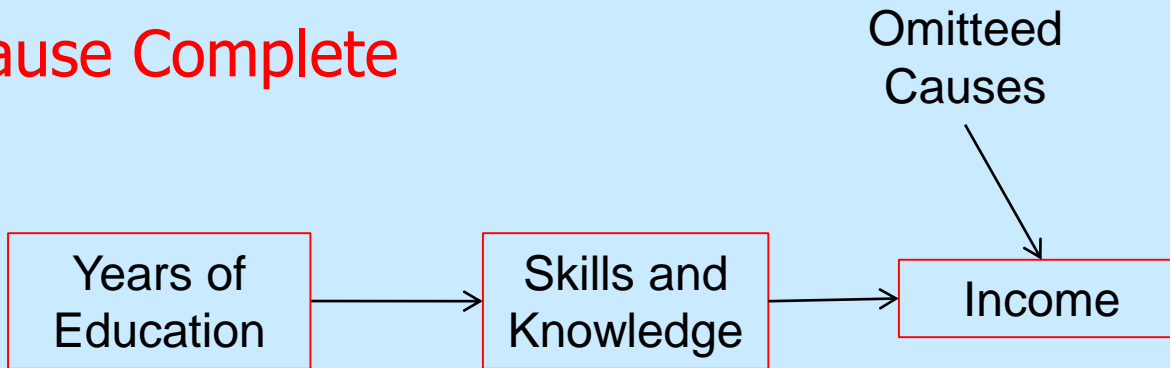 ause Complete
Omitteed
Causes
Years of
Education
Skills and
Knowledge
Income